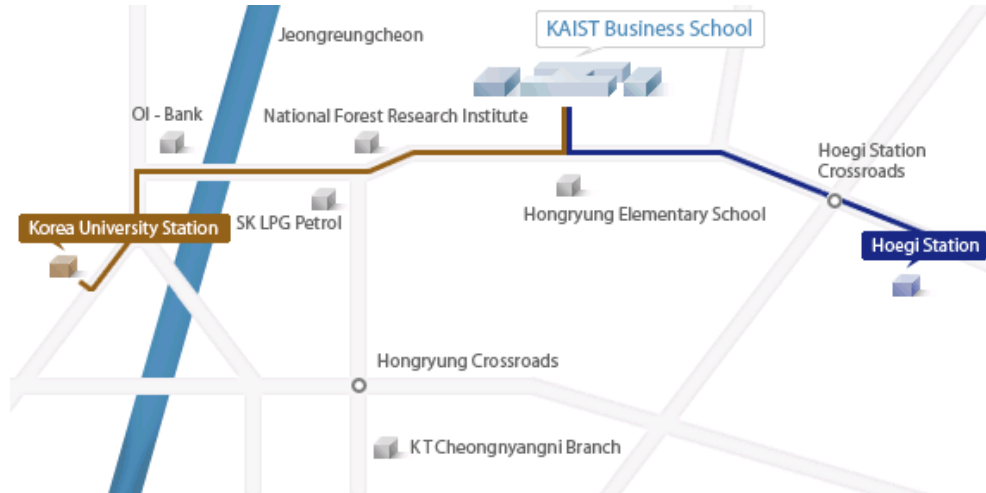 Jeongreungcheon
KAIST Business School
OI - Bank
National Forest Research Institute
Hoegi Station
Crossroads
SK LPG Petrol
Hongryung Elementary School
Korea University Station
Hoegi Station
Hongryung Crossroads
KT Cheongnyangni Branch